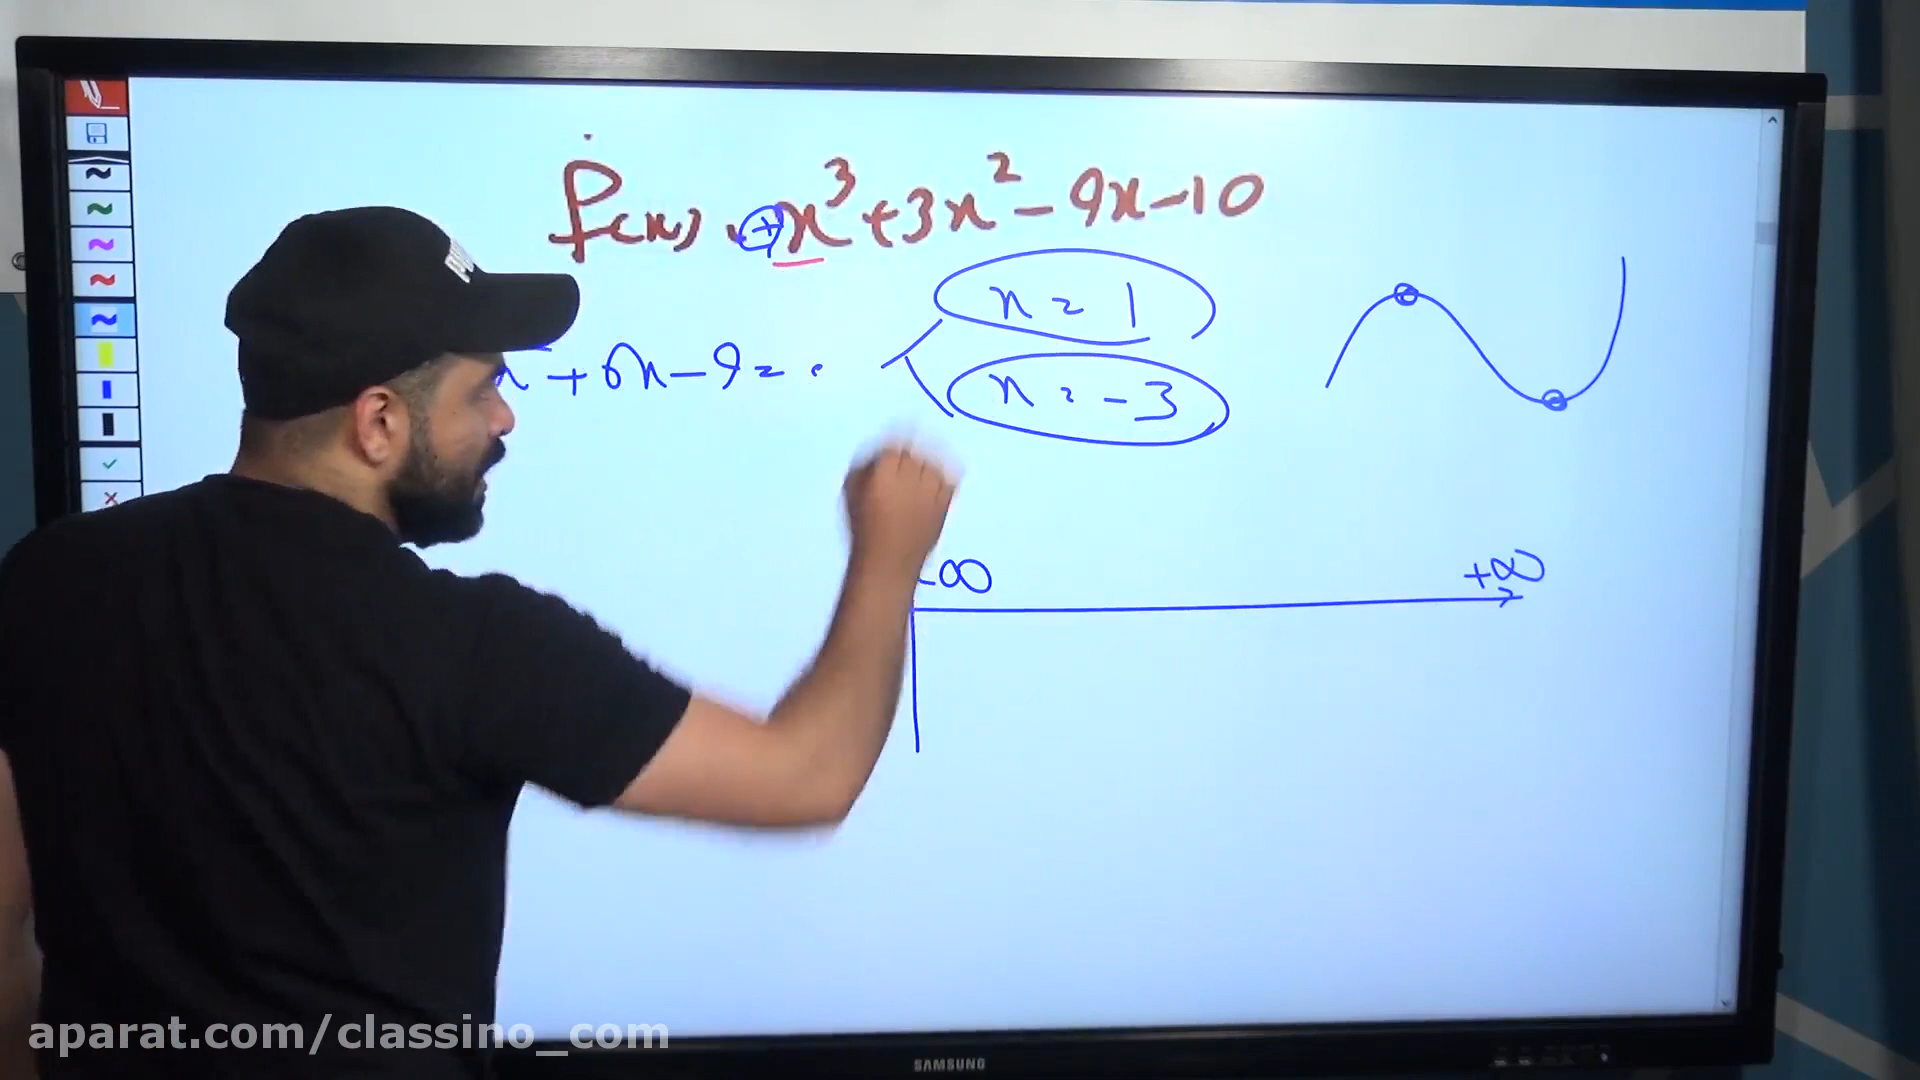 f(x) = +x³+3x²-9x-10
x = 1
+6x-9=0
x = -3
-∞ +∞
aparat.com/classino_com
SAMSUNG